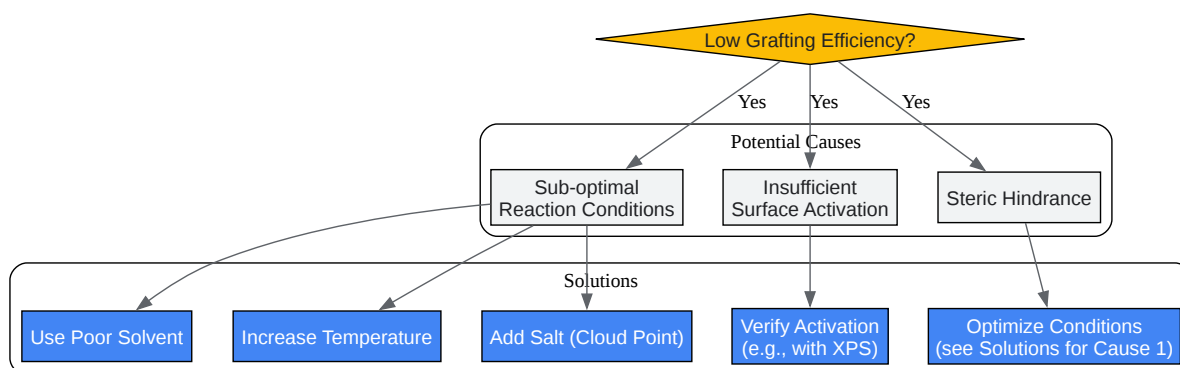 Low Grafting Efficiency?
Yes
Yes
Yes
Potential Causes
Sub-optimal
Reaction Conditions
Insufficient
Surface Activation
Steric Hindrance
Solutions
Use Poor Solvent
Increase Temperature
Add Salt (Cloud Point)
Verify Activation
(e.g., with XPS)
Optimize Conditions
(see Solutions for Cause 1)